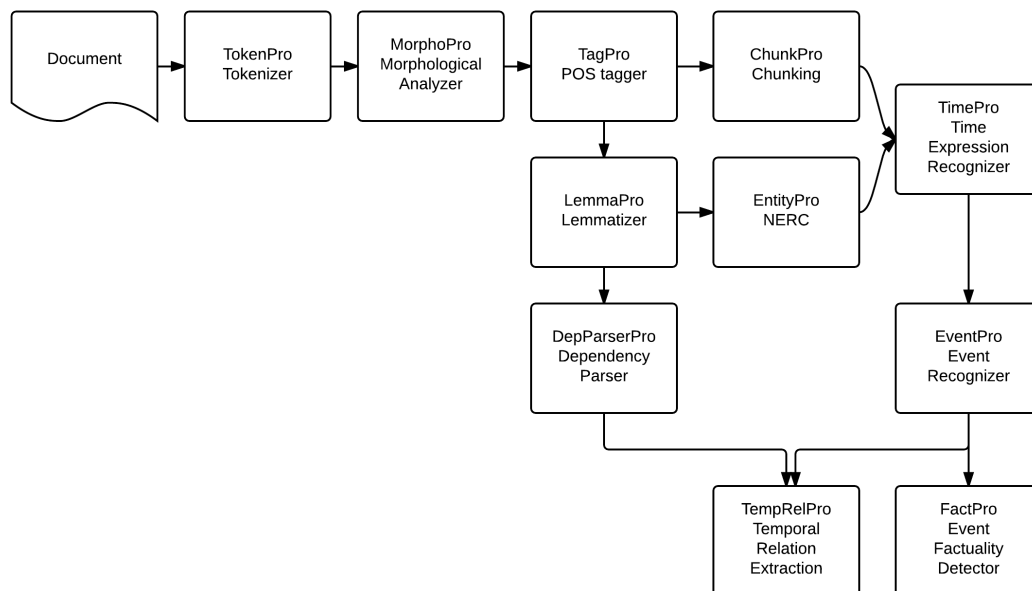 Document
TokenPro
Tokenizer
MorphoPro
Morphological
Analyzer
TagPro
POS tagger
ChunkPro
Chunking
TimePro
Time
Expression
Recognizer
LemmaPro
Lemmatizer
EntityPro
NERC
DepParserPro
Dependency
Parser
EventPro
Event
Recognizer
TempRelPro
Temporal
Relation
Extraction
FactPro
Event
Factuality
Detector